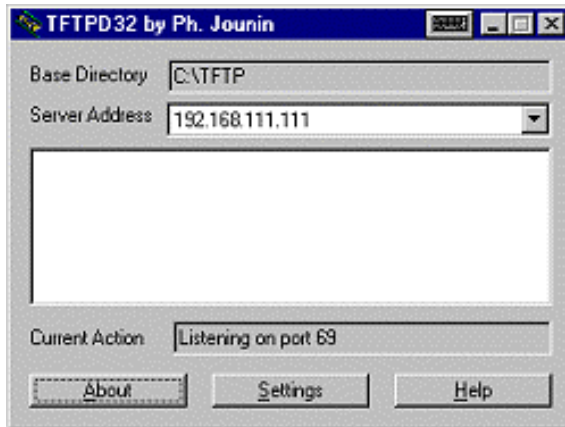 TFTPD32 by Ph. Jounin
Base Directory C:\TFTP
Server Address 192.168.111.111
Current Action Listening on port 69
About Settings Help